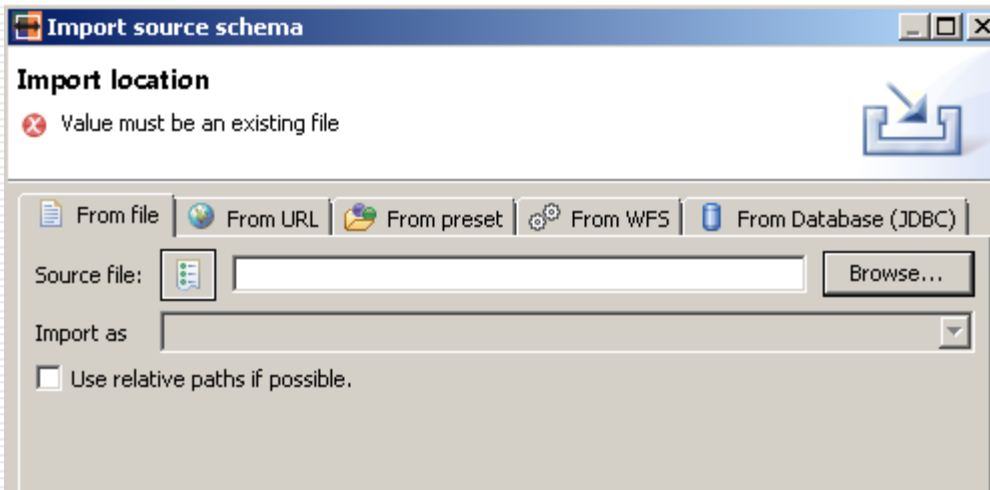 Import source schema
Import location
Value must be an existing file
From file From URL From preset From WFS From Database (JDBC)
Source file: Browse...
Import as
Use relative paths if possible.